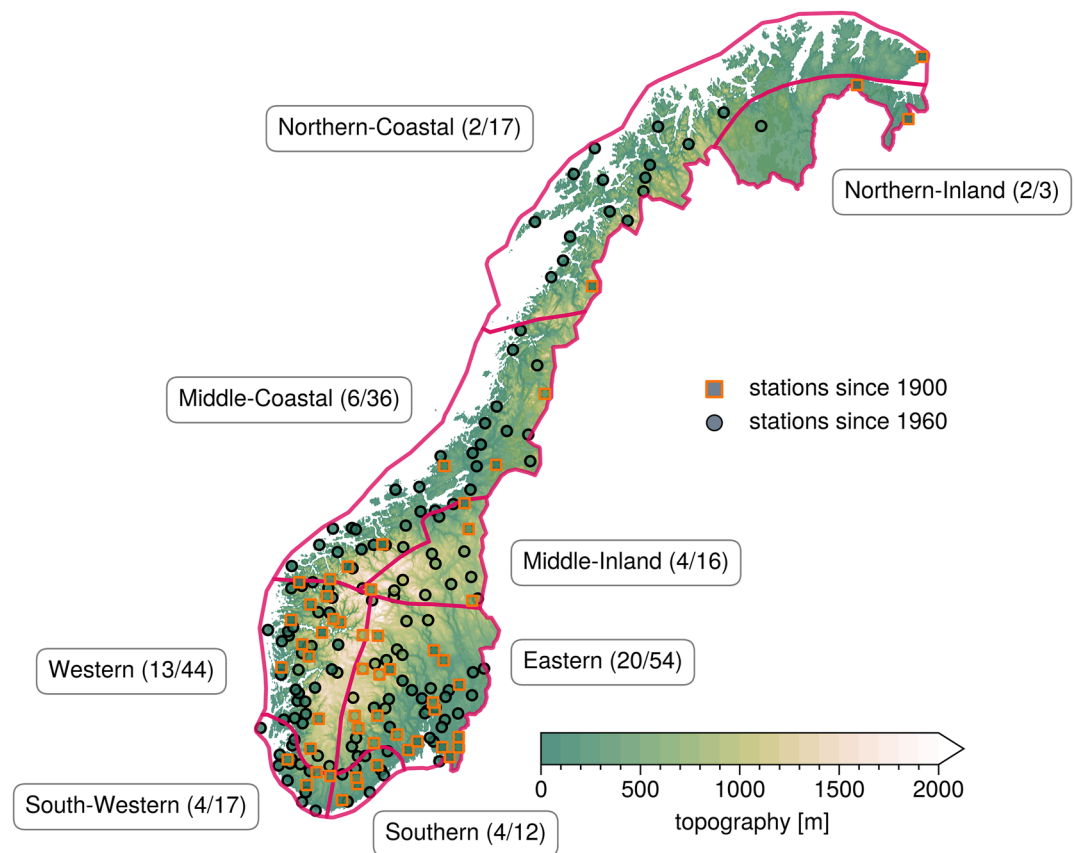 Northern-Coastal (2/17)
Northern-Inland (2/3)
Middle-Coastal (6/36)
stations since 1900
stations since 1960
Middle-Inland (4/16)
Western (13/44)
Eastern (20/54)
South-Western (4/17)
Southern (4/12)
0 500 1000 1500 2000
topography [m]